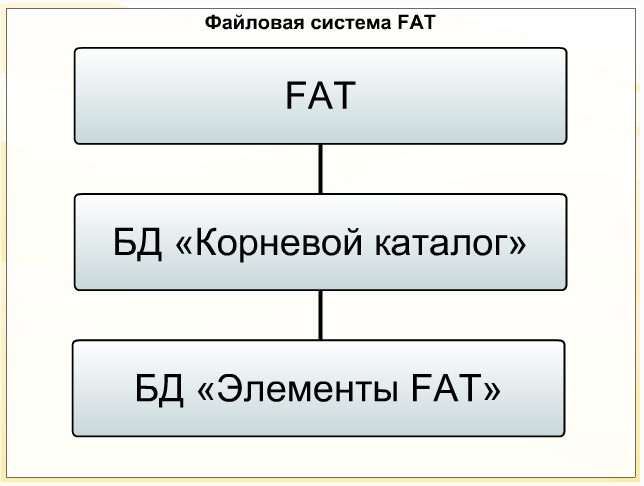 Файловая система FAT
FAT
БД «Корневой каталог»
БД «Элементы FAT»